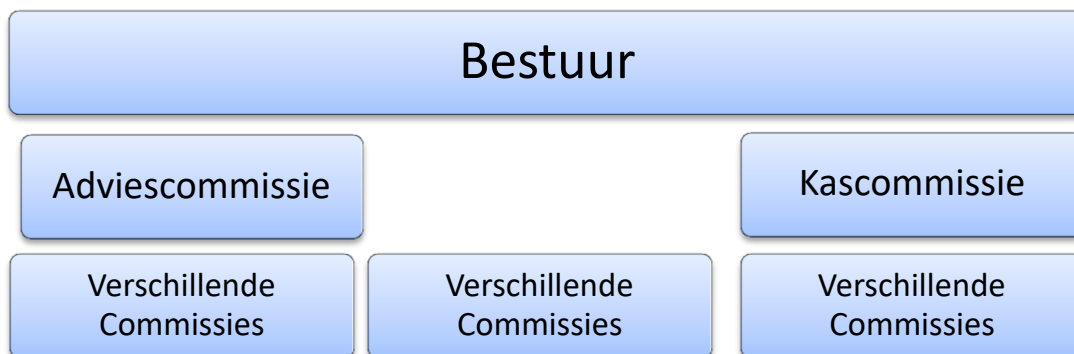 Bestuur
Adviescommissie
Kascommissie
Verschillende
Commissies
Verschillende
Commissies
Verschillende
Commissies